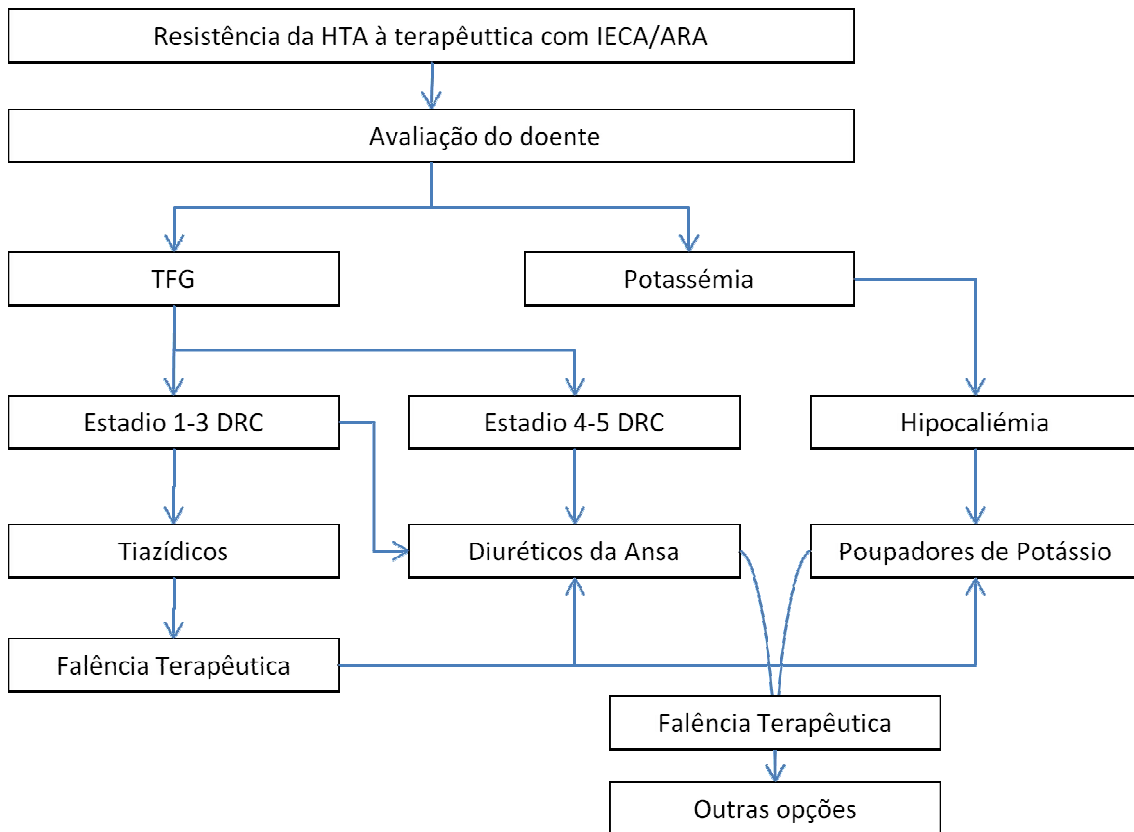 Resistência da HTA à terapêuttica com IECA/ARA
Avaliação do doente
TFG
Potassémia
Estadio 1-3 DRC
Estadio 4-5 DRC
Hipocaliémia
Tiazídicos
Diuréticos da Ansa
Poupadores de Potássio
Falência Terapêutica
Falência Terapêutica
Outras opções